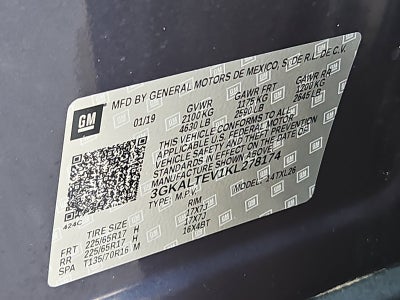 MFD BY GENERAL MOTORS DE MEXICO, S. DE R.L. DE C.V.
GM
01/19 GVWR GAWR FRT GAWR RR
2100 KG 1175 KG 1200 KG
4630 LB 2590 LB 2645 LB
THIS VEHICLE CONFORMS TO ALL
APPLICABLE U.S. FEDERAL MOTOR
VEHICLE SAFETY AND THEFT PREVENTION
STANDARDS IN EFFECT ON THE DATE OF
MANUFACTURE SHOWN ABOVE.
3GKALTEV1KL278174
TYPE: M.P.V. MODEL: 34TXL26
424C
TIRE SIZE RIM
FRT 225/65R17 H 17X7J
RR 225/65R17 H 17X7J
SPA T135/70R16 M 16X4BT